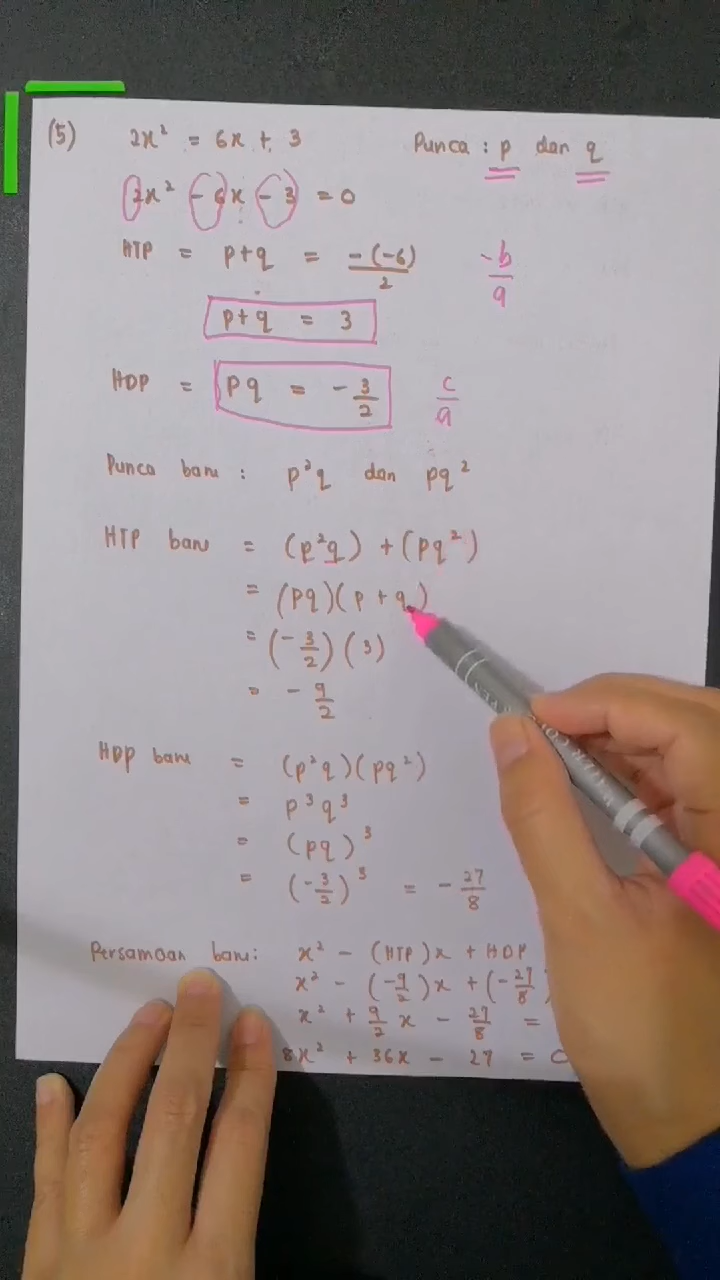 (5) 2x² = 6x + 3 Punca : p dan q
2x² - 6x - 3 = 0
HTP = p+q = -(-6)/2 -b/a
p+q = 3
HDP = pq = - 3/2 c/a
Punca baru : p²q dan pq²
HTP baru = (p²q) + (pq²)
= (pq)(p + q)
= (- 3/2)(3)
= - 9/2
HDP baru = (p²q)(pq²)
= p³q³
= (pq)³
= (- 3/2)³ = - 27/8
Persamaan baru: x² - (HTP)x + HDP
x² - (- 9/2)x + (- 27/8)
x² + 9/2 x - 27/8 =
8x² + 36x - 27 = 0